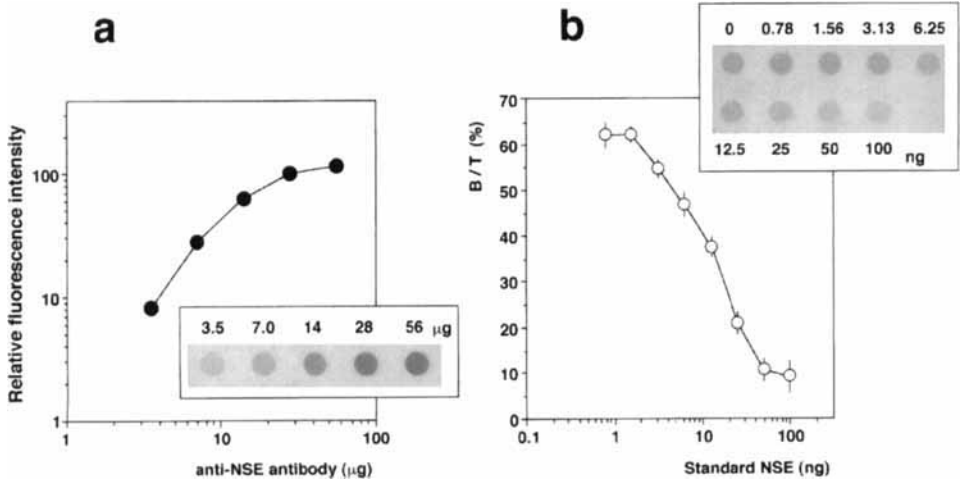 a
Relative fluorescence intensity
100
10
1
1 10 100
anti-NSE antibody (μg)
3.5 7.0 14 28 56 μg
b
B / T (%)
70
60
50
40
30
20
10
0
0.1 1 10 100
Standard NSE (ng)
0 0.78 1.56 3.13 6.25
12.5 25 50 100 ng